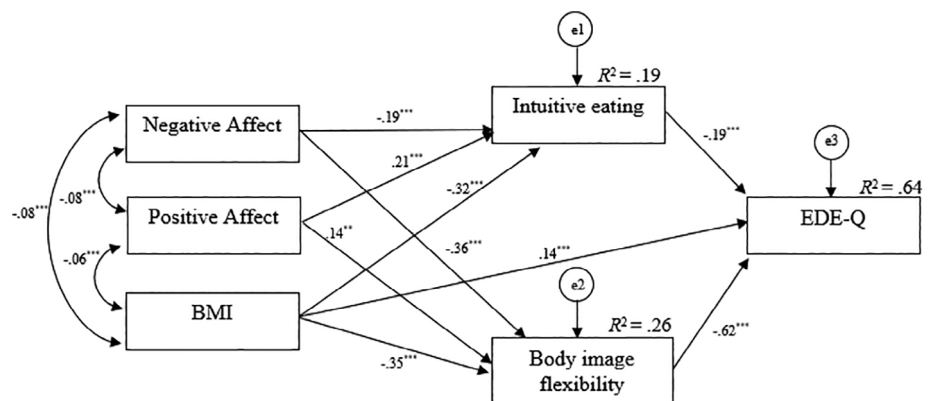 e1
R² = .19
Intuitive eating
Negative Affect
-.19***
-.19***
e3
.21***
-.08***
-.08***
-.32***
R² = .64
Positive Affect
EDE-Q
.14**
-.36***
.14***
-.06***
e2
BMI
R² = .26
-.62***
-.35***
Body image
flexibility